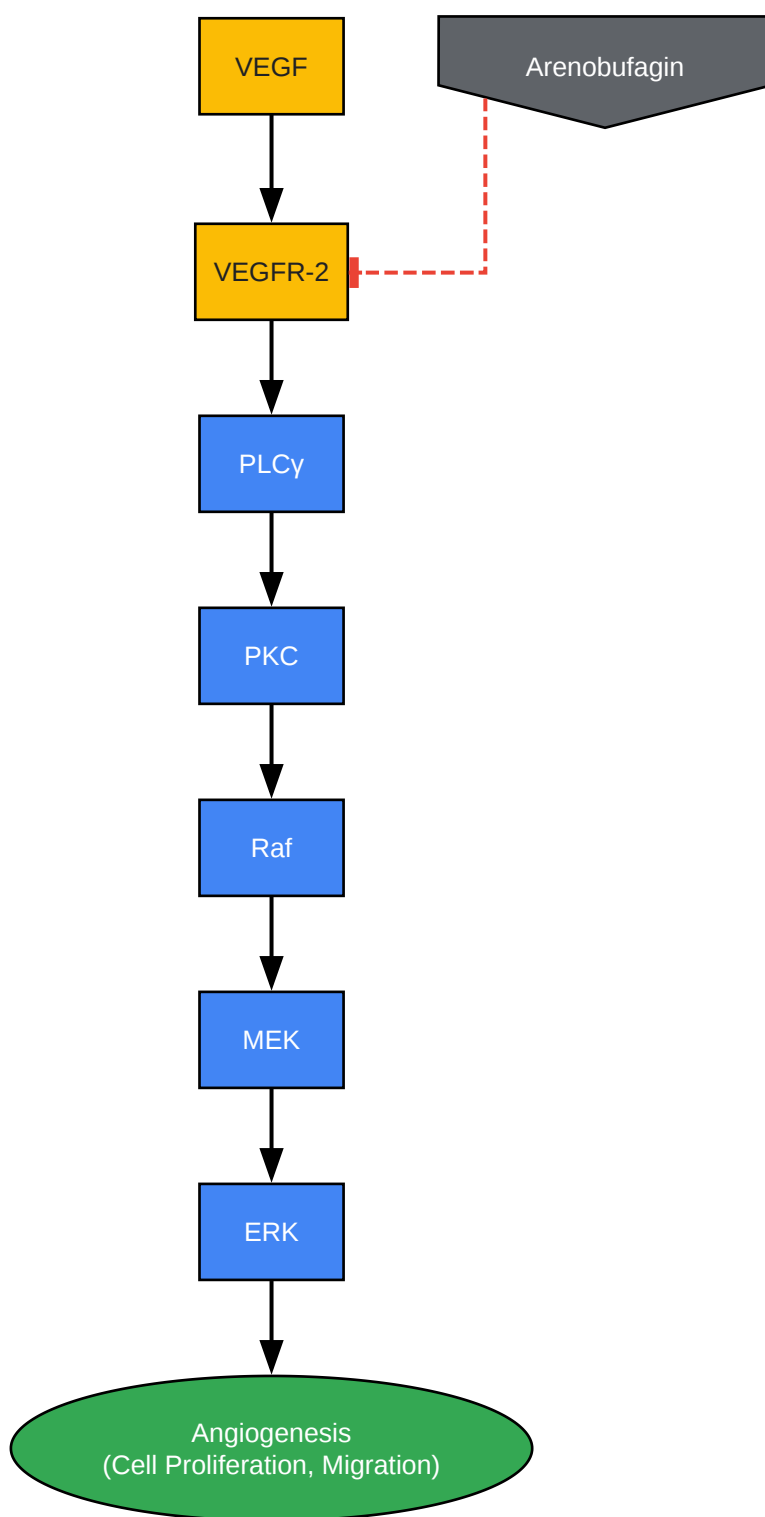 VEGF
Arenobufagin
VEGFR-2
PLCγ
PKC
Raf
MEK
ERK
Angiogenesis
(Cell Proliferation, Migration)